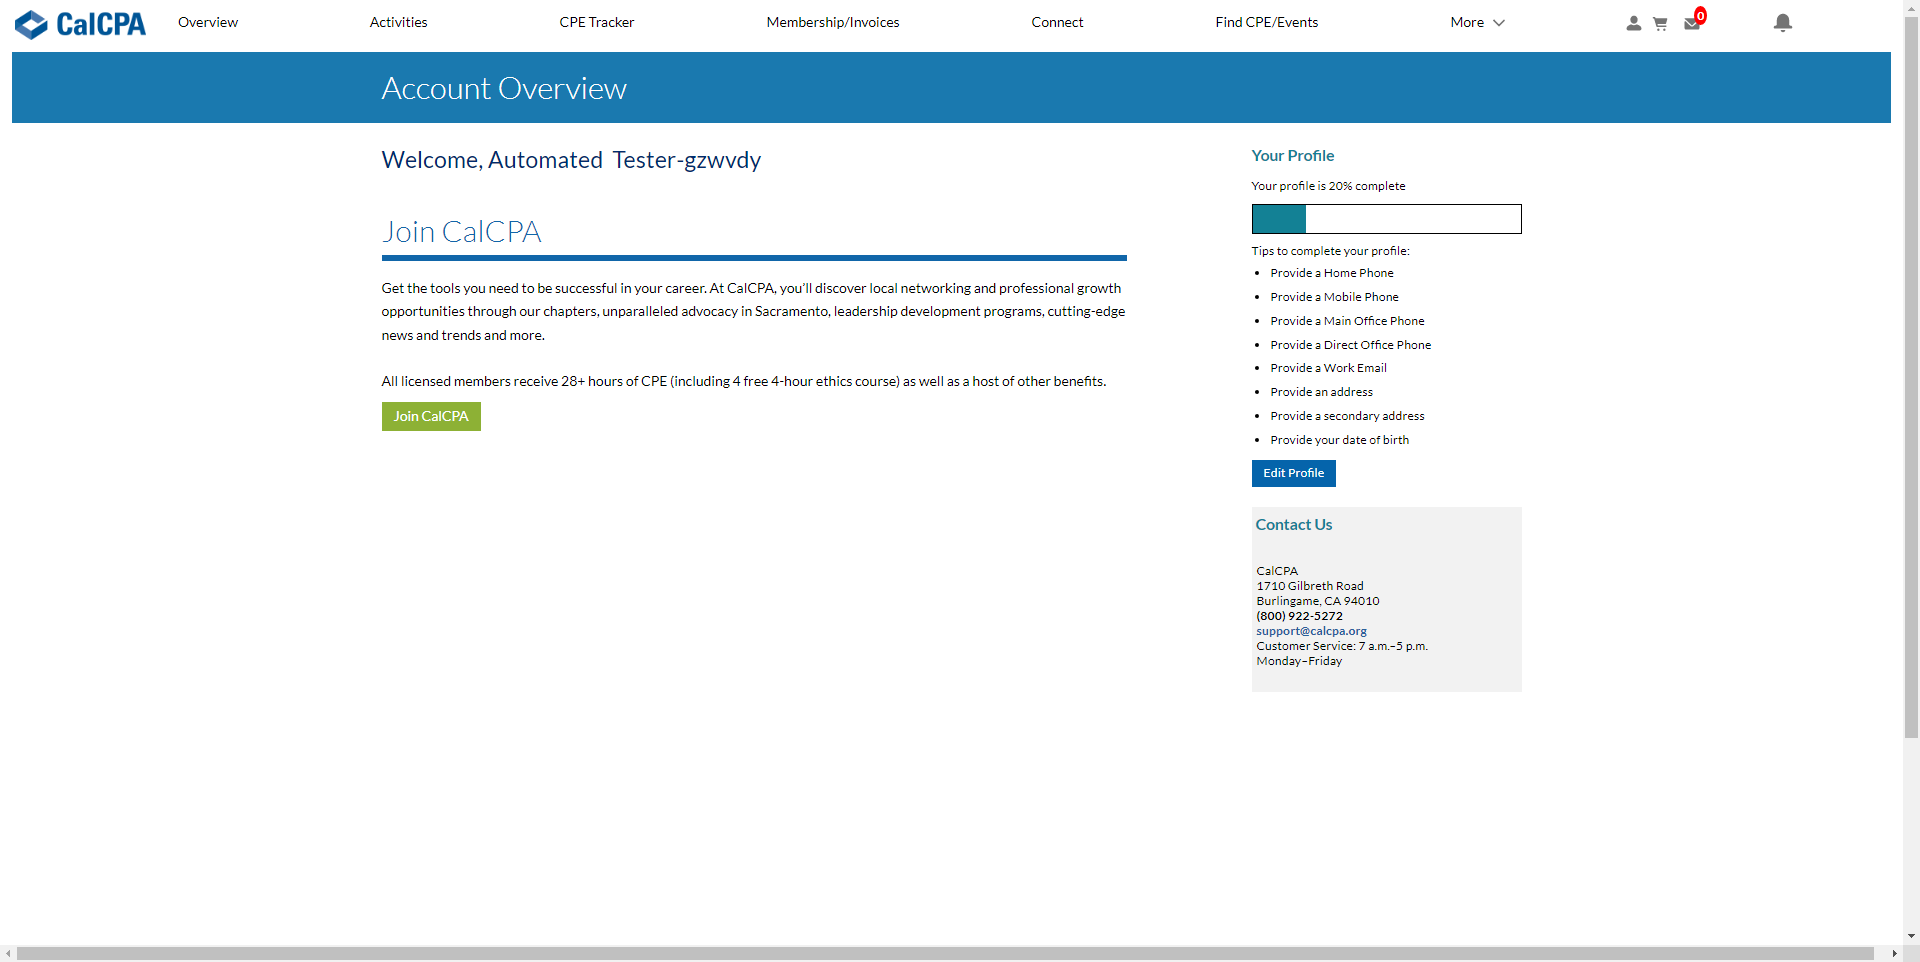 CalCPA
Overview
Activities
CPE Tracker
Membership/Invoices
Connect
Find CPE/Events
More
0
Account Overview
Welcome, Automated  Tester-gzwvdy
Join CalCPA
Get the tools you need to be successful in your career. At CalCPA, you’ll discover local networking and professional growth
opportunities through our chapters, unparalleled advocacy in Sacramento, leadership development programs, cutting-edge
news and trends and more.
All licensed members receive 28+ hours of CPE (including 4 free 4-hour ethics course) as well as a host of other benefits.
Join CalCPA
Your Profile
Your profile is 20% complete
Tips to complete your profile:
• Provide a Home Phone
• Provide a Mobile Phone
• Provide a Main Office Phone
• Provide a Direct Office Phone
• Provide a Work Email
• Provide an address
• Provide a secondary address
• Provide your date of birth
Edit Profile
Contact Us
CalCPA
1710 Gilbreth Road
Burlingame, CA 94010
(800) 922-5272
support@calcpa.org
Customer Service: 7 a.m.–5 p.m.
Monday–Friday